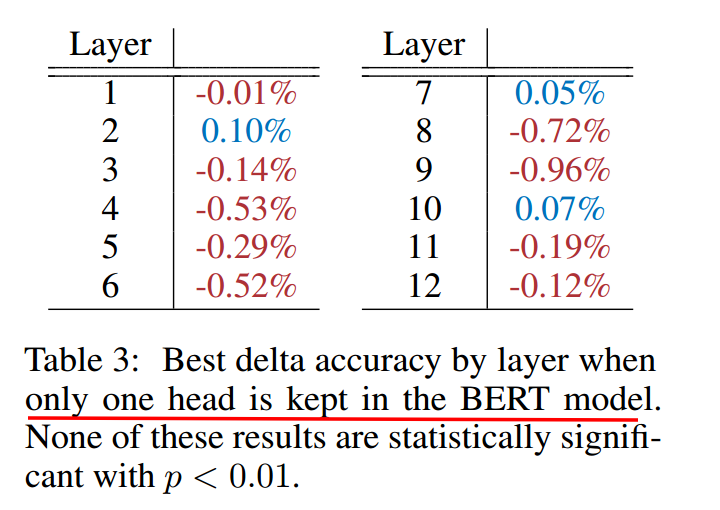 Layer
1 -0.01%
2 0.10%
3 -0.14%
4 -0.53%
5 -0.29%
6 -0.52%
Layer
7 0.05%
8 -0.72%
9 -0.96%
10 0.07%
11 -0.19%
12 -0.12%
Table 3: Best delta accuracy by layer when
only one head is kept in the BERT model.
None of these results are statistically signifi-
cant with p < 0.01.